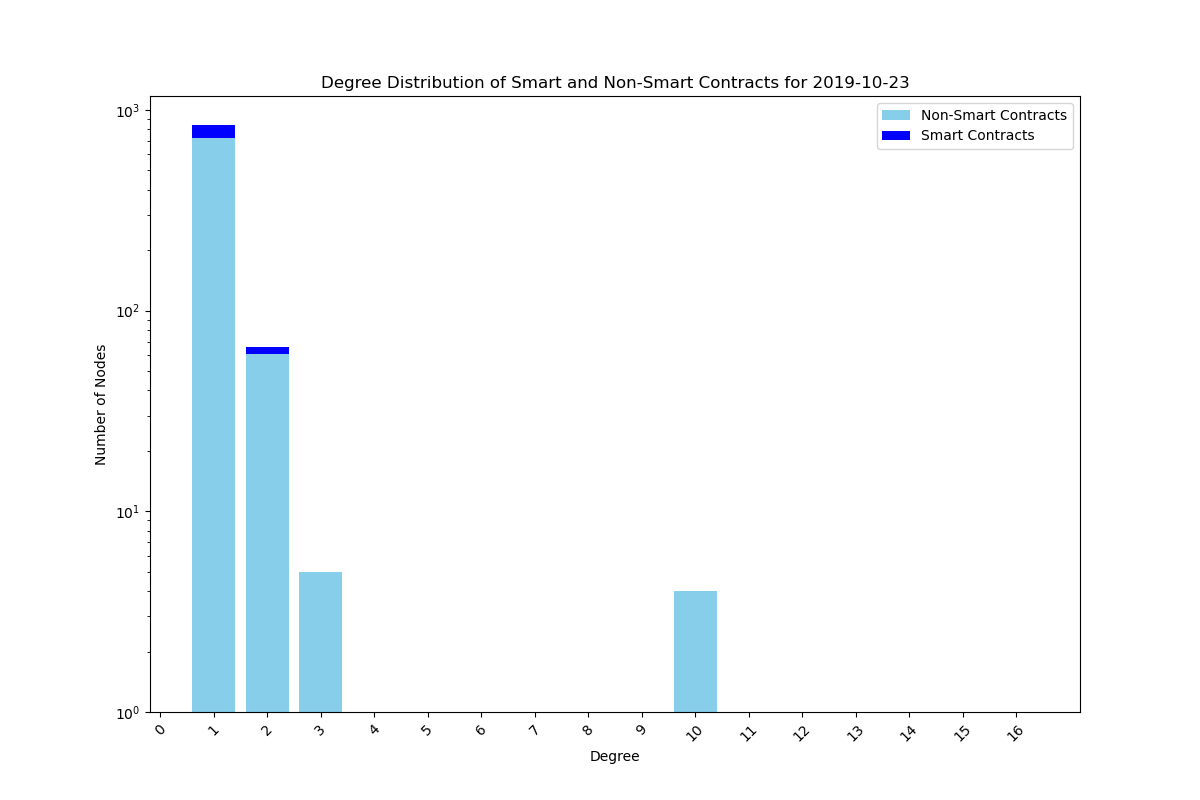 Degree Distribution of Smart and Non-Smart Contracts for 2019-10-23
Non-Smart Contracts
Smart Contracts
10³
10²
10¹
10⁰
Number of Nodes
0 1 2 3 4 5 6 7 8 9 10 11 12 13 14 15 16
Degree